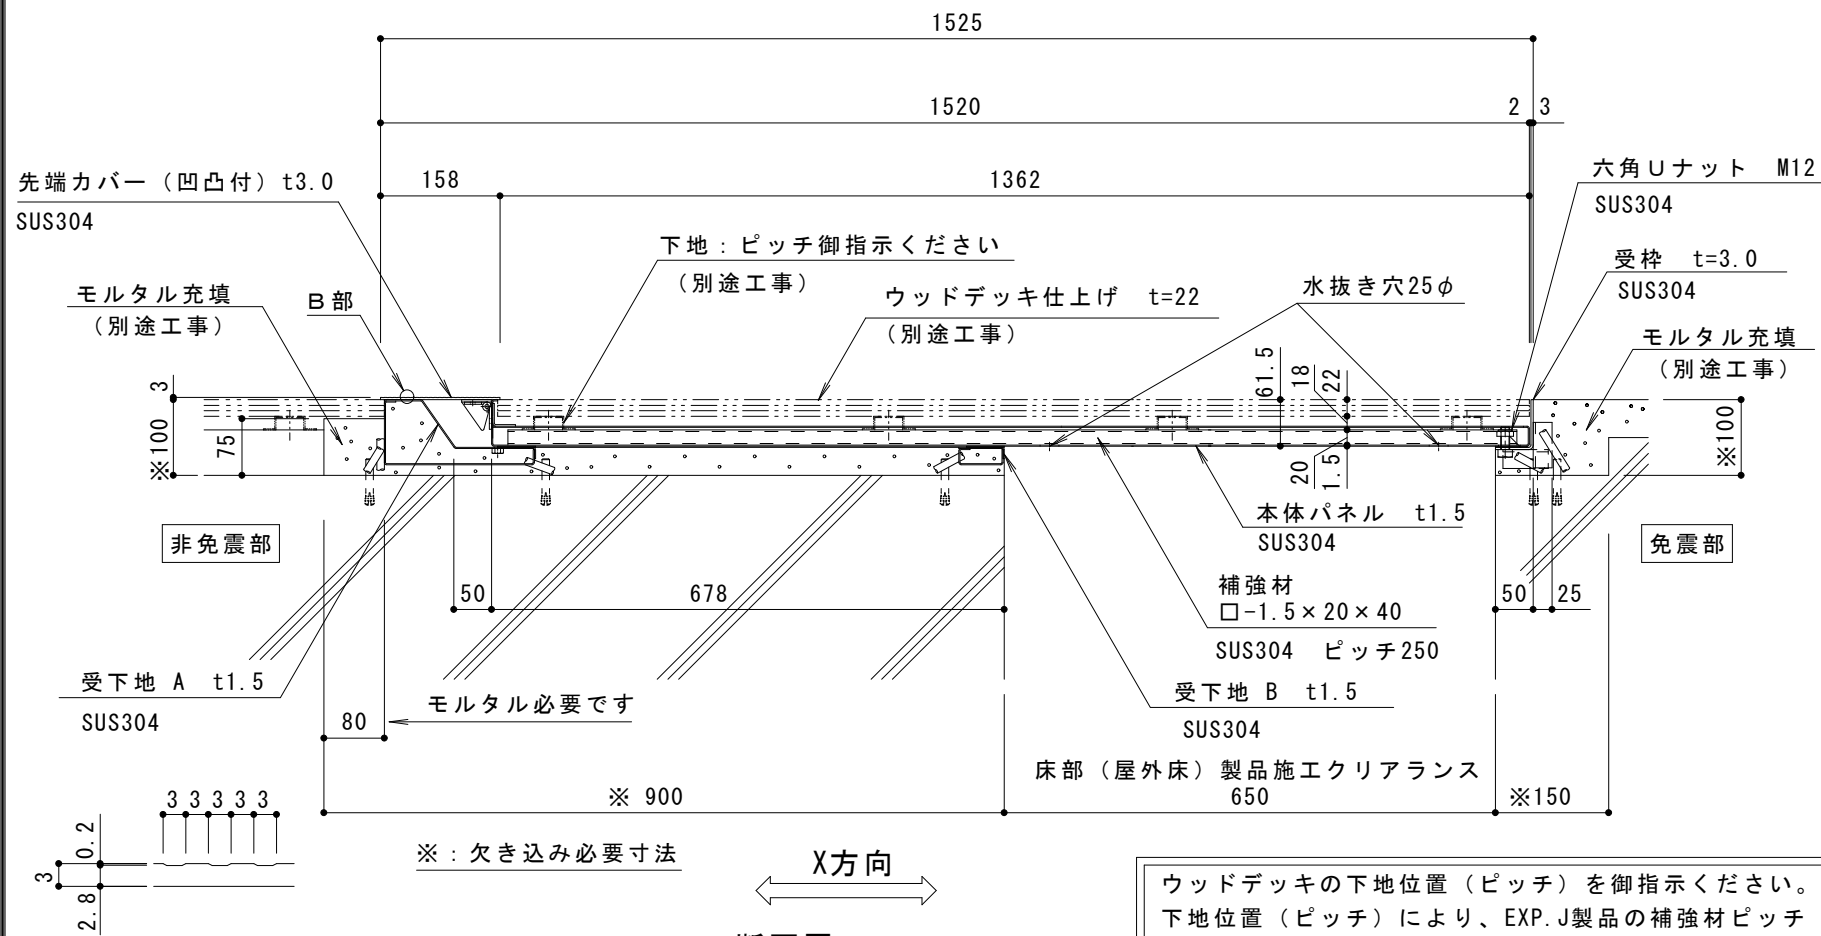 1525
1520
2
3
158
1362
先端カバー（凹凸付）t3.0
SUS304
六角Uナット M12
SUS304
下地：ピッチ御指示ください
（別途工事）
受枠 t=3.0
SUS304
モルタル充填
（別途工事）
B部
ウッドデッキ仕上げ t=22
（別途工事）
水抜き穴25φ
モルタル充填
（別途工事）
3
※100
75
61.5
18
22
20
1.5
※100
非免震部
本体パネル t1.5
SUS304
免震部
50
678
補強材
□-1.5×20×40
SUS304 ピッチ250
50
25
受下地 A t1.5
SUS304
モルタル必要です
受下地 B t1.5
SUS304
80
床部（屋外床）製品施工クリアランス
※ 900
650
※150
3 3 3 3 3
0.2
3
2.8
※：欠き込み必要寸法
X方向
ウッドデッキの下地位置（ピッチ）を御指示ください。
下地位置（ピッチ）により、EXP.J製品の補強材ピッチ